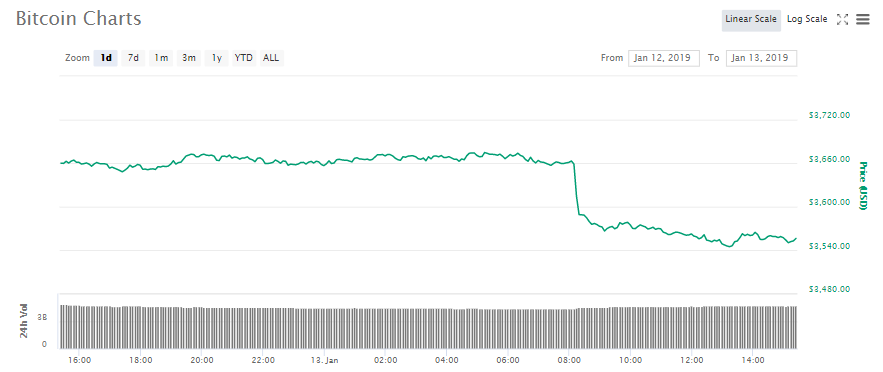 Bitcoin Charts
Linear Scale Log Scale
Zoom 1d 7d 1m 3m 1y YTD ALL From Jan 12, 2019 To Jan 13, 2019
$3,720.00
$3,660.00
$3,600.00
$3,540.00
$3,480.00
Price (USD)
24h Vol
3B
0
16:00 18:00 20:00 22:00 13. Jan 02:00 04:00 06:00 08:00 10:00 12:00 14:00